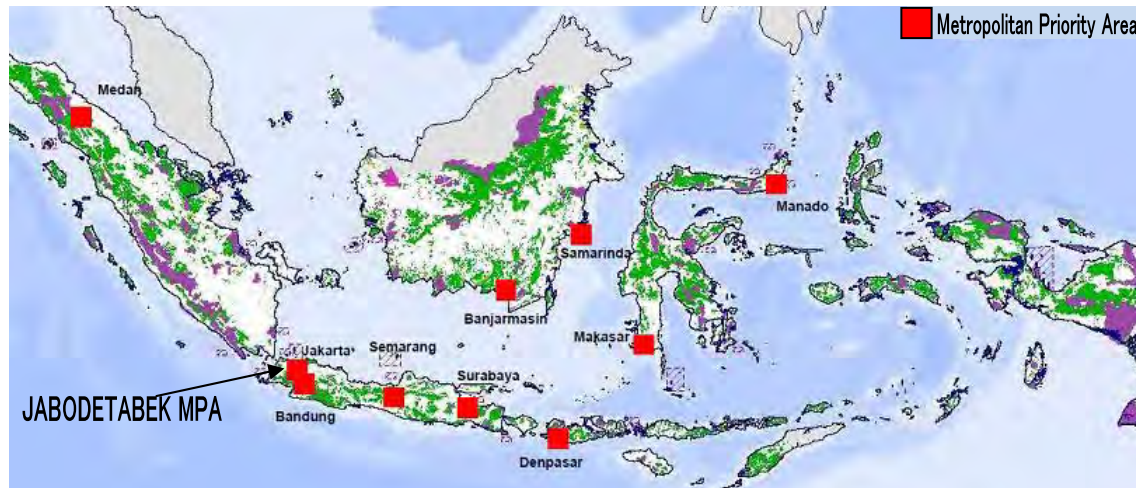 Metropolitan Priority Area
Medan
Manado
Samarinda
Banjarmasin
Makasar
Jakarta
Semarang
Surabaya
JABODETABEK MPA
Bandung
Denpasar